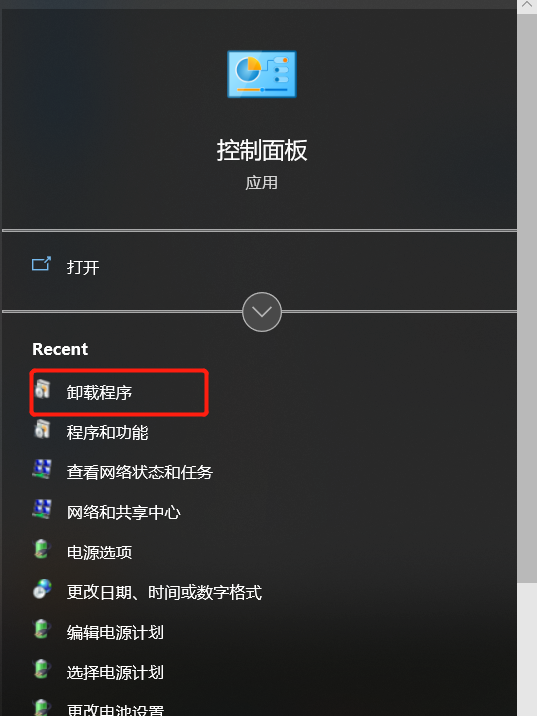 控制面板
应用
打开
Recent
卸载程序
程序和功能
查看网络状态和任务
网络和共享中心
电源选项
更改日期、时间或数字格式
编辑电源计划
选择电源计划
更改电池设置